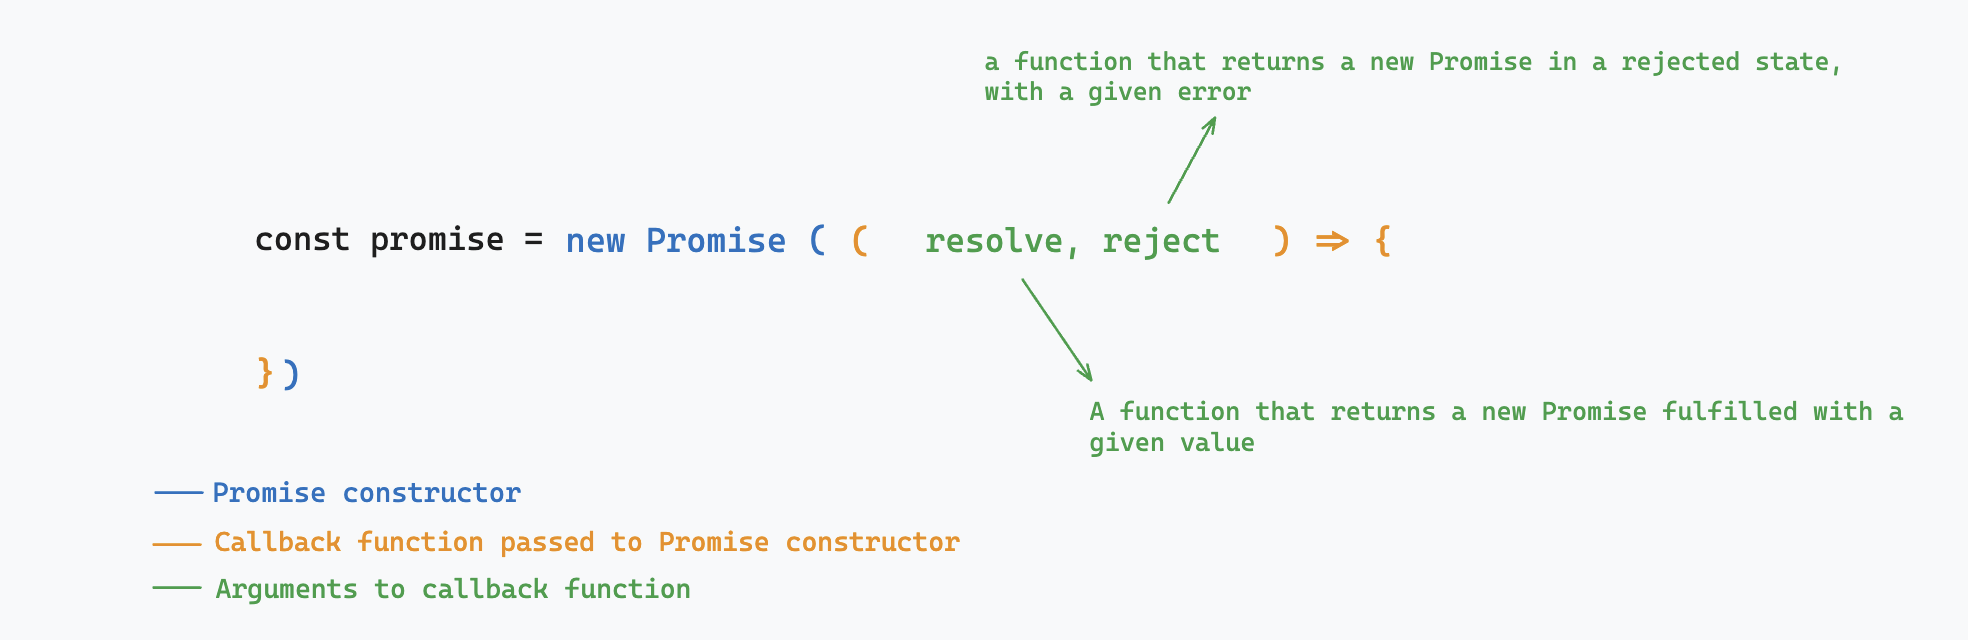 a function that returns a new Promise in a rejected state,
with a given error
const promise = new Promise ( ( resolve, reject ) => {
})
A function that returns a new Promise fulfilled with a
given value
Promise constructor
Callback function passed to Promise constructor
Arguments to callback function